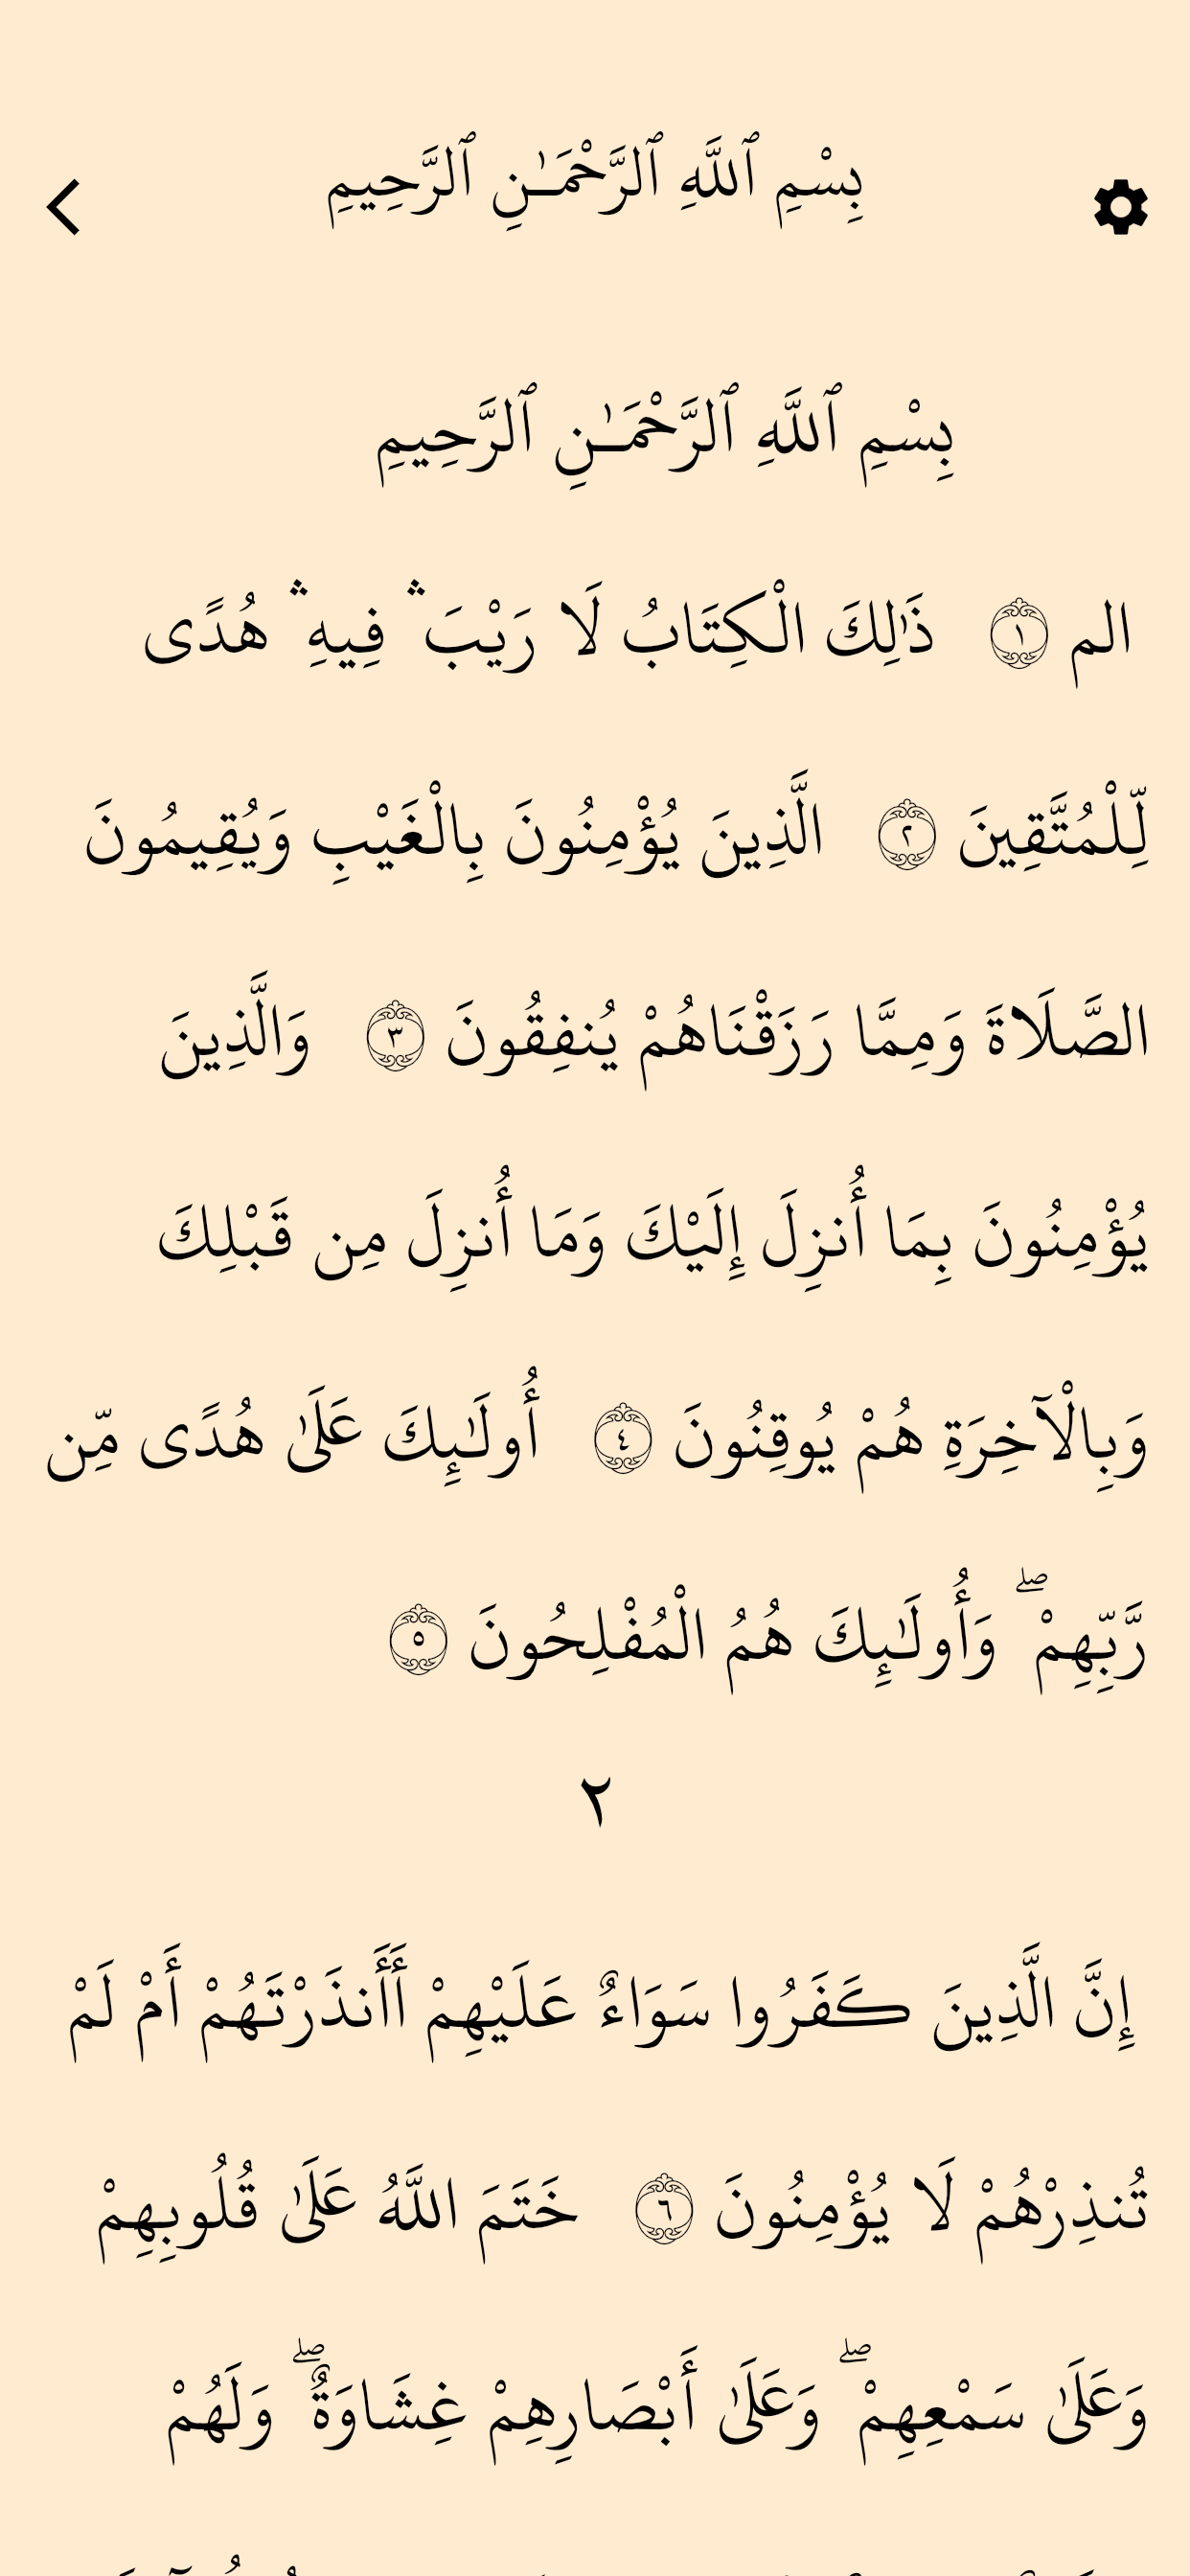 بِسْمِ ٱللَّهِ ٱلرَّحْمَـٰنِ ٱلرَّحِيمِ
بِسْمِ ٱللَّهِ ٱلرَّحْمَـٰنِ ٱلرَّحِيمِ
الم ١ ذَٰلِكَ الْكِتَابُ لَا رَيْبَ ۛ فِيهِ ۛ هُدًى
لِّلْمُتَّقِينَ ٢ الَّذِينَ يُؤْمِنُونَ بِالْغَيْبِ وَيُقِيمُونَ
الصَّلَاةَ وَمِمَّا رَزَقْنَاهُمْ يُنفِقُونَ ٣ وَالَّذِينَ
يُؤْمِنُونَ بِمَا أُنزِلَ إِلَيْكَ وَمَا أُنزِلَ مِن قَبْلِكَ
وَبِالْآخِرَةِ هُمْ يُوقِنُونَ ٤ أُولَـٰئِكَ عَلَىٰ هُدًى مِّن
رَّبِّهِمْ ۖ وَأُولَـٰئِكَ هُمُ الْمُفْلِحُونَ ٥
٢
إِنَّ الَّذِينَ كَفَرُوا سَوَاءٌ عَلَيْهِمْ أَأَنذَرْتَهُمْ أَمْ لَمْ
تُنذِرْهُمْ لَا يُؤْمِنُونَ ٦ خَتَمَ اللَّهُ عَلَىٰ قُلُوبِهِمْ
وَعَلَىٰ سَمْعِهِمْ ۖ وَعَلَىٰ أَبْصَارِهِمْ غِشَاوَةٌ ۖ وَلَهُمْ